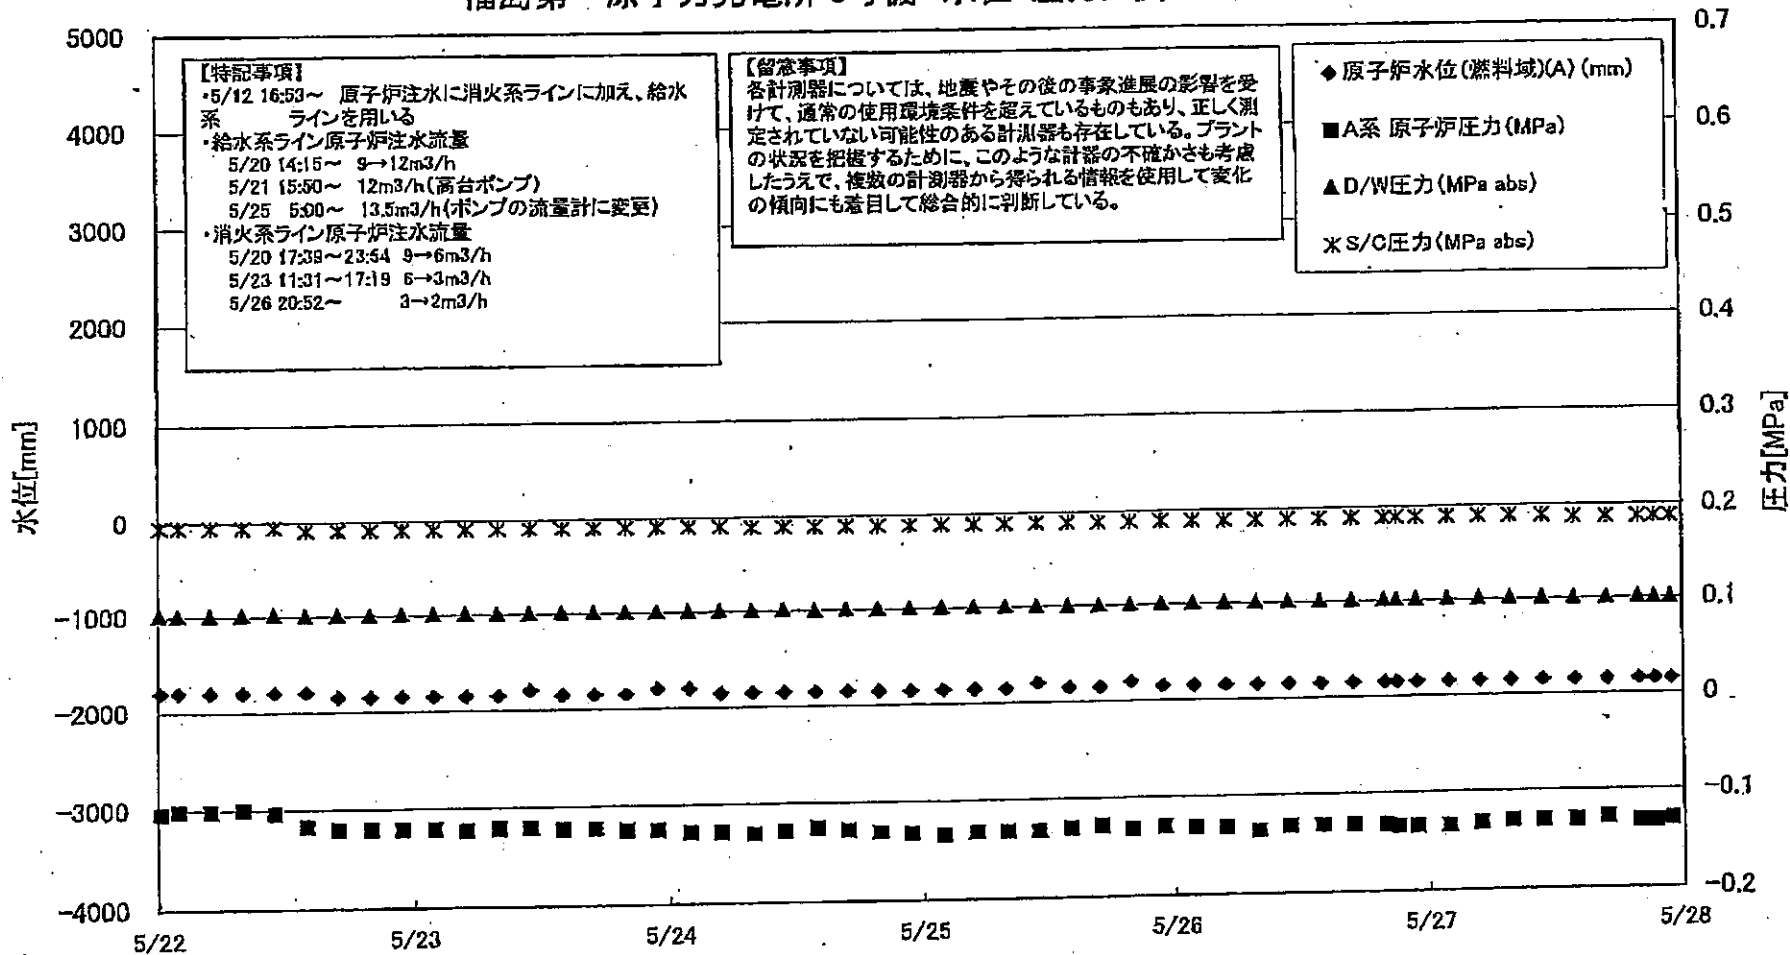 5000
4000
3000
2000
1000
0
-1000
-2000
-3000
-4000
水位[mm]
【特記事項】
・5/12 16:53～ 原子炉注水に消火系ラインに加え、給水
系 ラインを用いる
・給水系ライン原子炉注水流量
5/20 14:15～ 9→12m3/h
5/21 15:50～ 12m3/h(高台ポンプ)
5/25 5:00～ 13.5m3/h(ポンプの流量計に変更)
・消火系ライン原子炉注水流量
5/20 17:39～23:54 9→6m3/h
5/23 11:31～17:19 6→3m3/h
5/26 20:52～ 3→2m3/h
【留意事項】
各計測器については、地震やその後の事象進展の影響を受
けて、通常の使用環境条件を超えているものもあり、正しく測
定されていない可能性のある計測器も存在している。プラント
の状況を把握するために、このような計器の不確かさも考慮
したうえで、複数の計測器から得られる情報を使用して変化
の傾向にも着目して総合的に判断している。
◆原子炉水位(燃料域)(A) (mm)
■A系 原子炉圧力(MPa)
▲D/W圧力(MPa abs)
S/C圧力(MPa abs)
0.7
0.6
0.5
0.4
0.3
0.2
0.1
0
-0.1
-0.2
圧力[MPa]
5/22
5/23
5/24
5/25
5/26
5/27
5/28